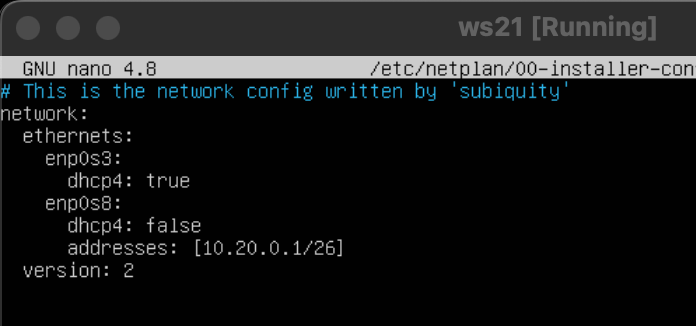 ws21 [Running]
GNU nano 4.8 /etc/netplan/00-installer-con
# This is the network config written by 'subiquity'
network:
  ethernets:
    enp0s3:
      dhcp4: true
    enp0s8:
      dhcp4: false
      addresses: [10.20.0.1/26]
  version: 2